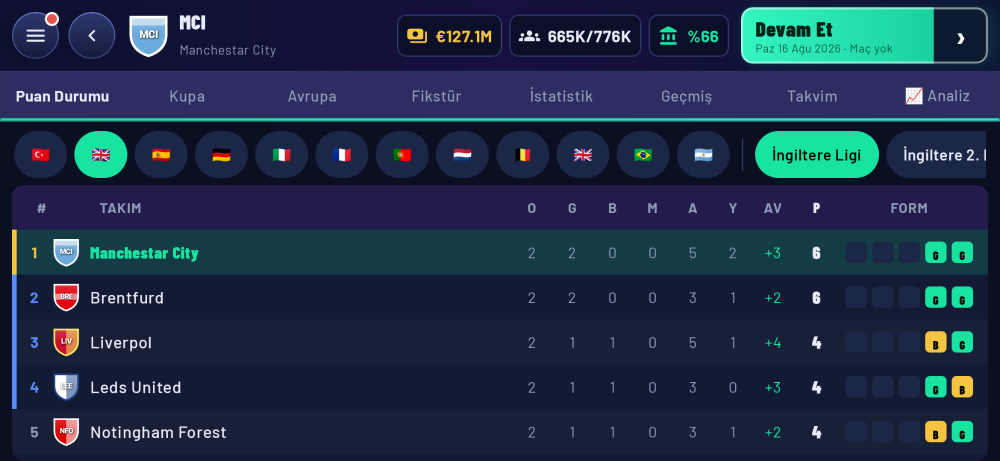 MCI
MCI
Manchestar City
€127.1M
665K/776K
%66
Devam Et
Paz 16 Ağu 2026 · Maç yok
Puan Durumu Kupa Avrupa Fikstür İstatistik Geçmiş Takvim Analiz
İngiltere Ligi İngiltere 2.
# TAKIM O G B M A Y AV P FORM
1 MCI Manchestar City 2 2 0 0 5 2 +3 6 G G
2 BRE Brentfurd 2 2 0 0 3 1 +2 6 G G
3 LIV Liverpol 2 1 1 0 5 1 +4 4 B G
4 LEE Leds United 2 1 1 0 3 0 +3 4 G B
5 NFO Notingham Forest 2 1 1 0 3 1 +2 4 B G